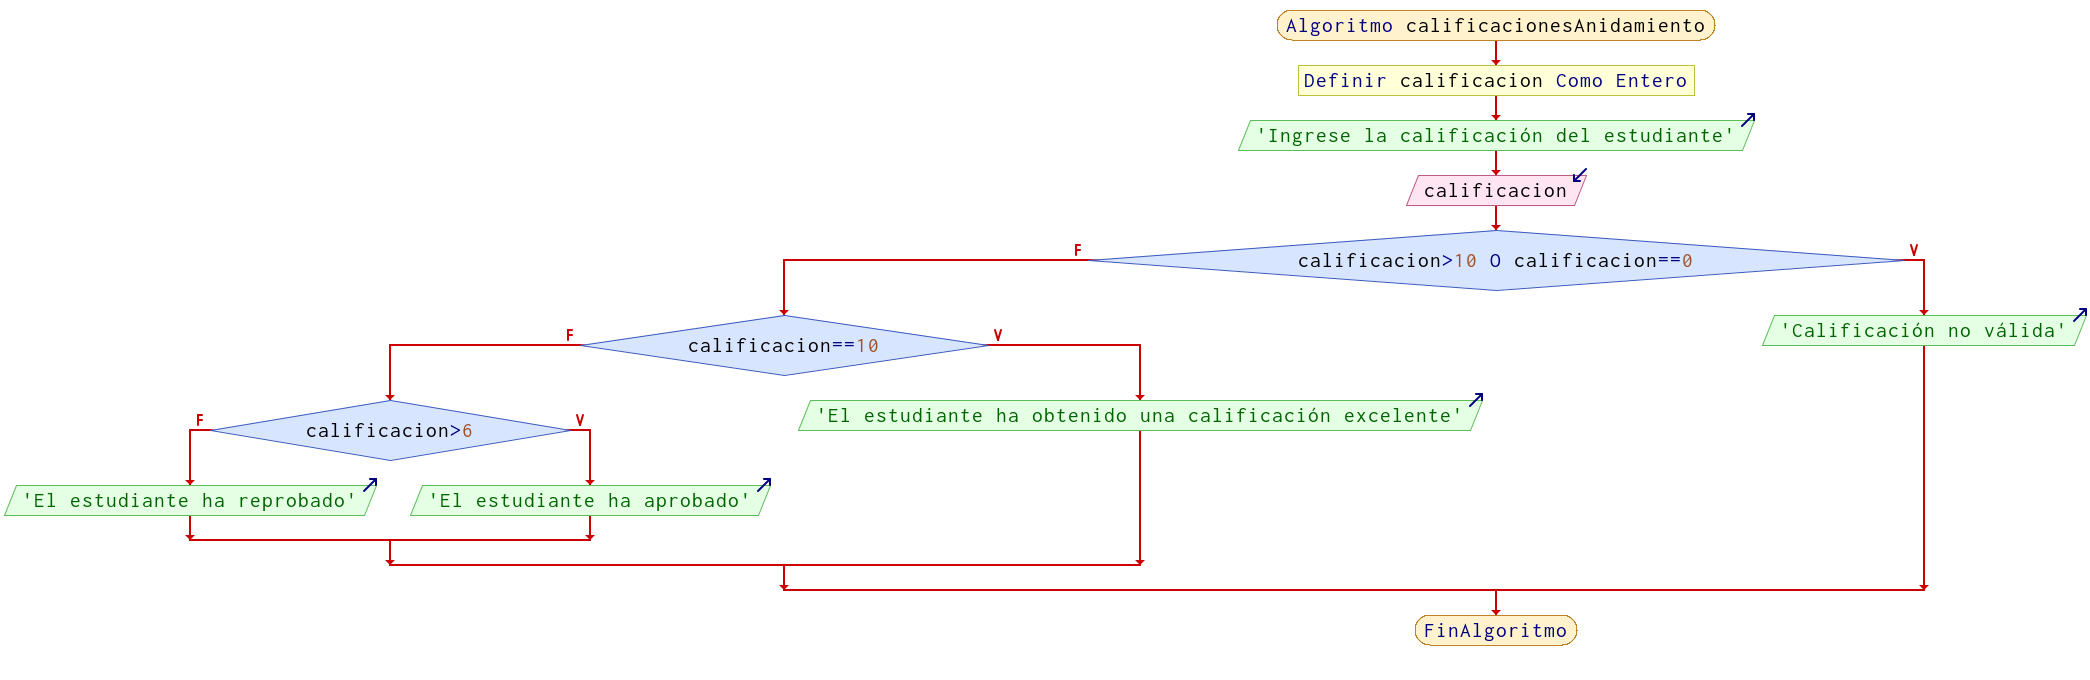 Algoritmo calificacionesAnidamiento
Definir calificacion Como Entero
'Ingrese la calificación del estudiante'
calificacion
F
calificacion>10 O calificacion==0
V
'Calificación no válida'
F
calificacion==10
V
'El estudiante ha obtenido una calificación excelente'
F
calificacion>6
V
'El estudiante ha reprobado'
'El estudiante ha aprobado'
FinAlgoritmo